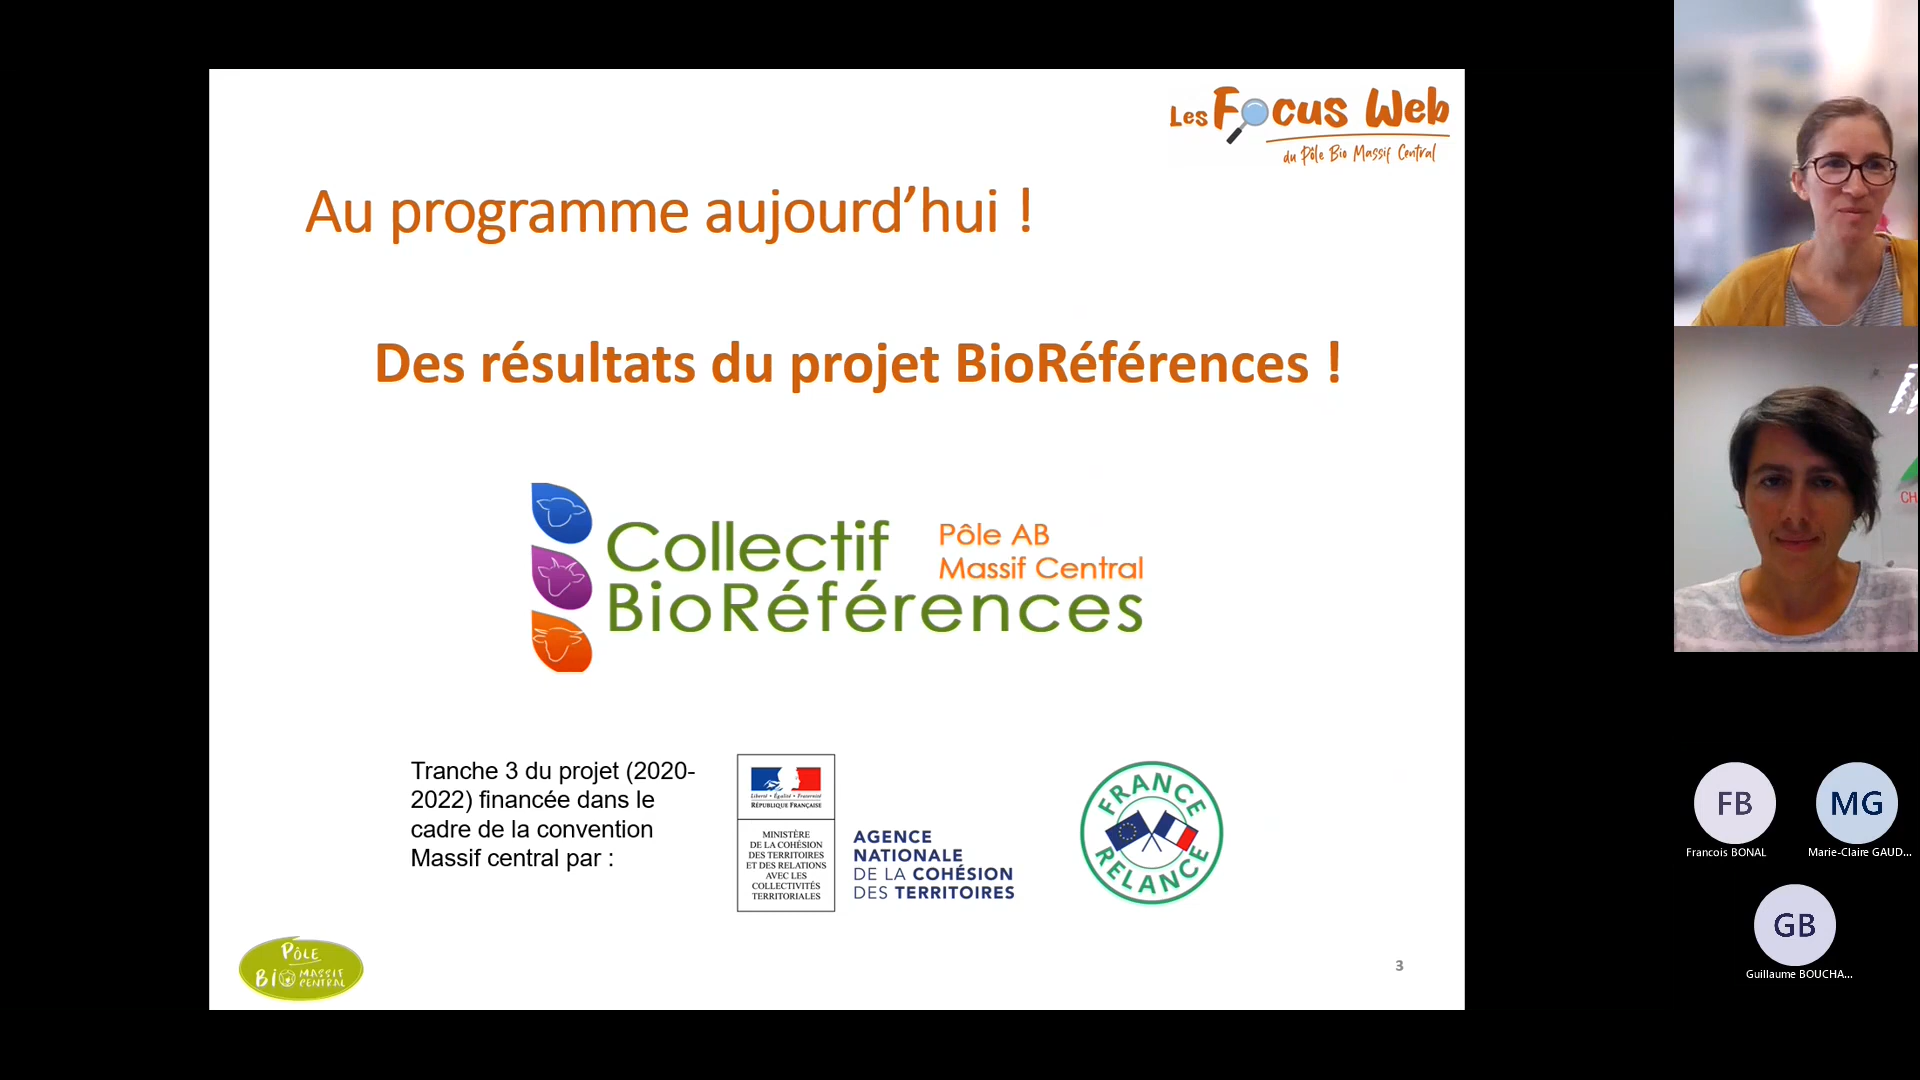 Les Focus Web
du Pôle Bio Massif Central
Au programme aujourd’hui !
Des résultats du projet BioRéférences !
Collectif
BioRéférences
Pôle AB
Massif Central
Tranche 3 du projet (2020-
2022) financée dans le
cadre de la convention
Massif central par :
Liberté • Égalité • Fraternité
RÉPUBLIQUE FRANÇAISE
MINISTÈRE
DE LA COHÉSION
DES TERRITOIRES
ET DES RELATIONS
AVEC LES
COLLECTIVITÉS
TERRITORIALES
AGENCE
NATIONALE
DE LA COHÉSION
DES TERRITOIRES
FRANCE
RELANCE
PÔLE
BIO MASSIF
CENTRAL
3
CH
FB
Francois BONAL
MG
Marie-Claire GAUD...
GB
Guillaume BOUCHA...